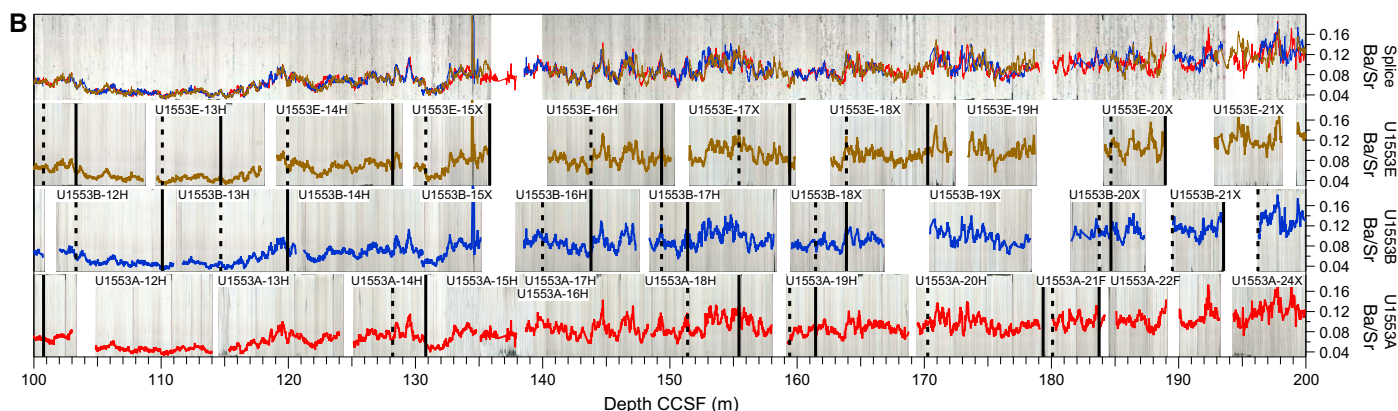 B
0.16
0.12
0.08
0.04
Splice
Ba/Sr
U1553E-13H
U1553E-14H
U1553E-15X
U1553E-16H
U1553E-17X
U1553E-18X
U1553E-19H
U1553E-20X
U1553E-21X
0.16
0.12
0.08
0.04
U1553E
Ba/Sr
U1553B-12H
U1553B-13H
U1553B-14H
U1553B-15X
U1553B-16H
U1553B-17H
U1553B-18X
U1553B-19X
U1553B-20X
U1553B-21X
0.16
0.12
0.08
0.04
U1553B
Ba/Sr
U1553A-12H
U1553A-13H
U1553A-14H
U1553A-15H
U1553A-17H
U1553A-16H
U1553A-18H
U1553A-19H
U1553A-20H
U1553A-21F
U1553A-22F
U1553A-24X
0.16
0.12
0.08
0.04
U1553A
Ba/Sr
100 110 120 130 140 150 160 170 180 190 200
Depth CCSF (m)